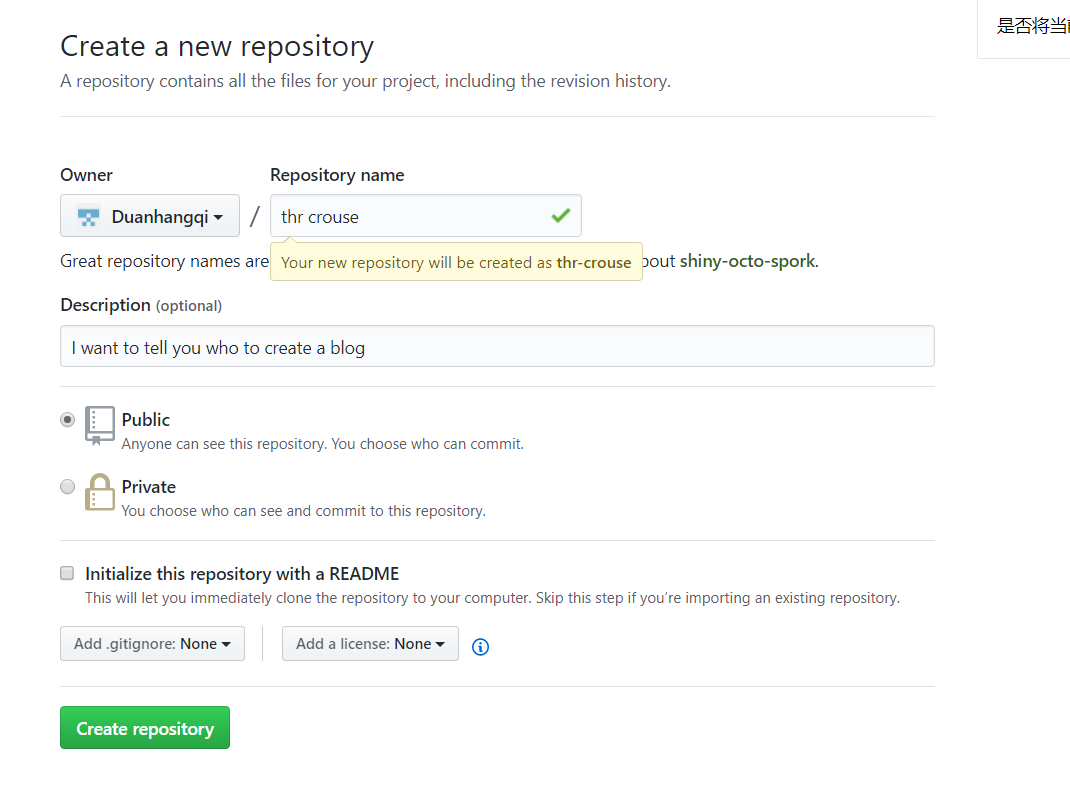 是否将当
Create a new repository
A repository contains all the files for your project, including the revision history.
Owner
Repository name
Duanhangqi
/
thr crouse
Great repository names are
Your new repository will be created as thr-crouse
bout shiny-octo-spork.
Description (optional)
I want to tell you who to create a blog
Public
Anyone can see this repository. You choose who can commit.
Private
You choose who can see and commit to this repository.
Initialize this repository with a README
This will let you immediately clone the repository to your computer. Skip this step if you’re importing an existing repository.
Add .gitignore: None
Add a license: None
Create repository